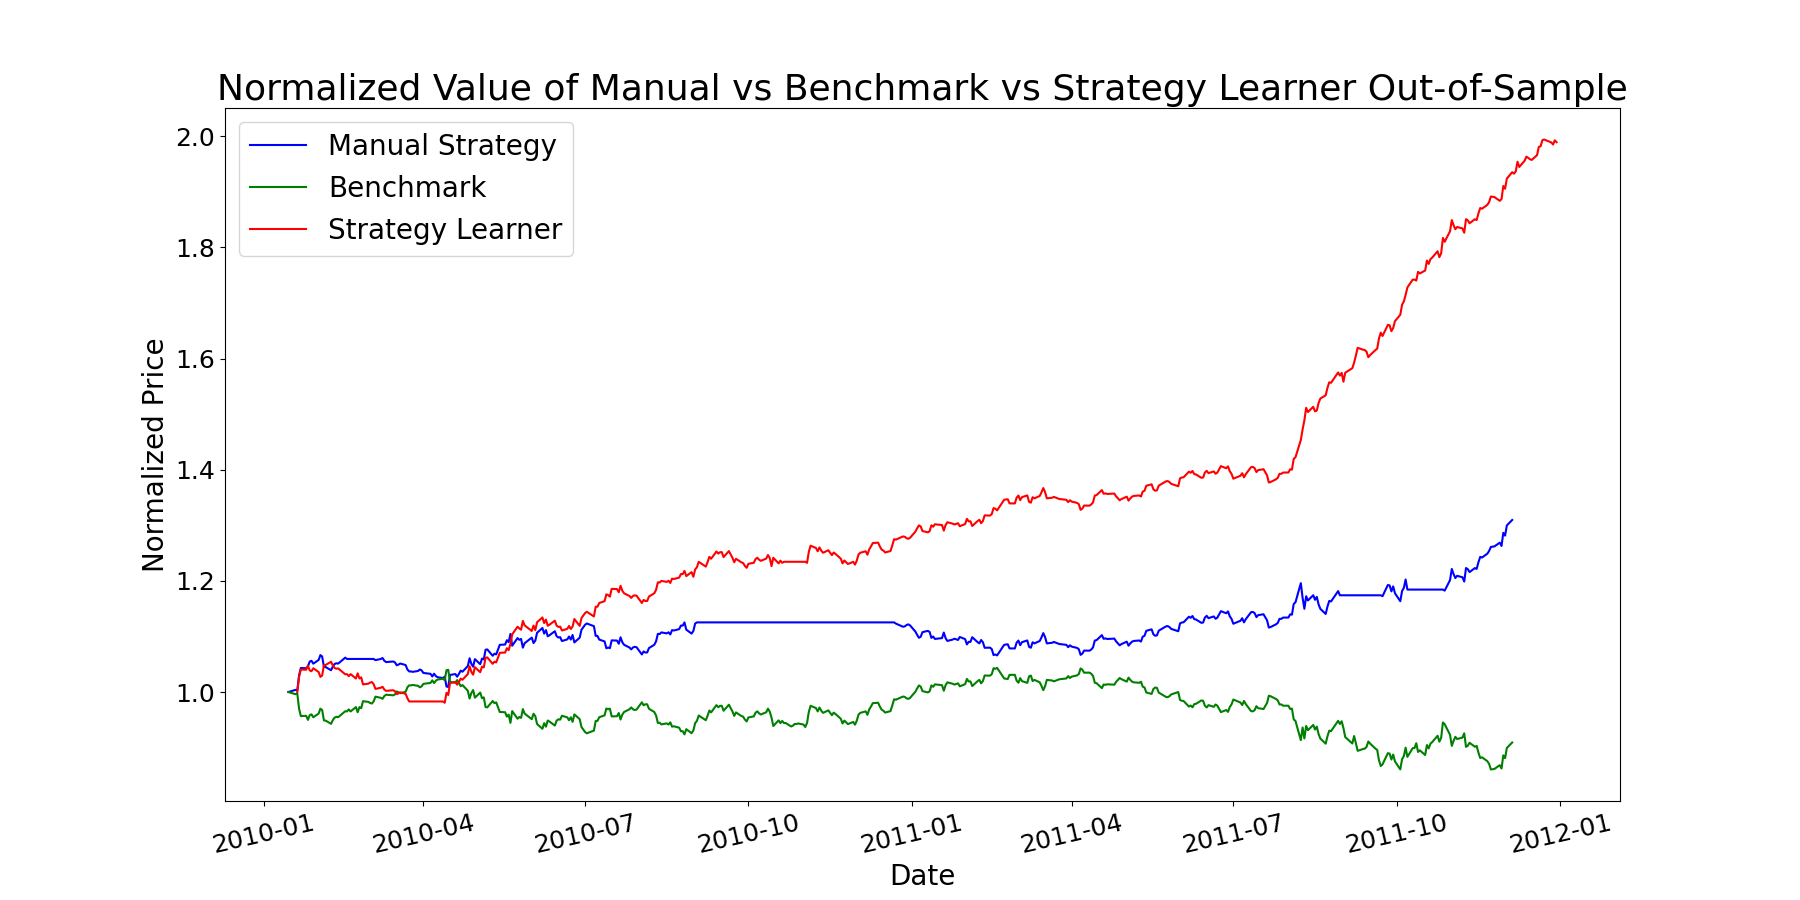 Normalized Value of Manual vs Benchmark vs Strategy Learner Out-of-Sample
Manual Strategy
Benchmark
Strategy Learner
Normalized Price
2.0
1.8
1.6
1.4
1.2
1.0
2010-01
2010-04
2010-07
2010-10
2011-01
2011-04
2011-07
2011-10
2012-01
Date